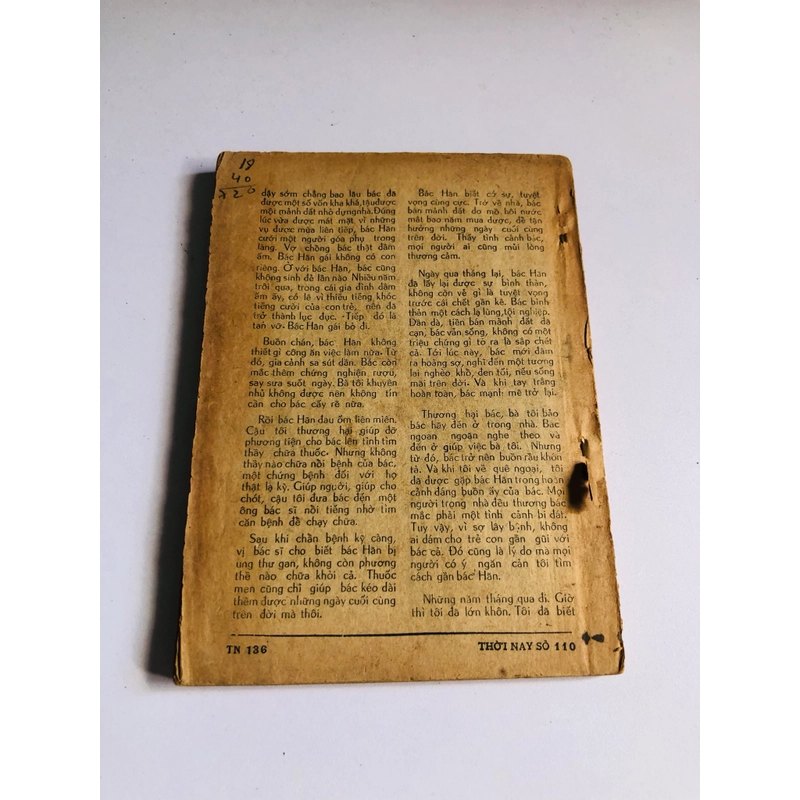 18
40
720
dậy sớm chẳng bao lâu bác đã
được một số vốn kha khả, tậu được
một mảnh đất nhỏ dựng nhà. Đúng
lúc vừa được mát mặt vì những
vụ được mùa liên tiếp, bác Hãn
cưới một người góa phụ trong
làng. Vợ chồng bác thật đầm
ấm. Bác Hãn gái không có con
riêng. Ở với bác Hãn, bác cũng
không sinh đẻ lần nào Nhiều năm
trôi qua, trong cái gia đình đầm
ấm ấy, có lẽ vì thiếu tiếng khóc
tiếng cười của con trẻ, nên đã
trở thành lục đục. Tiếp đó là
tan vỡ. Bác Hãn gái bỏ đi.
Buồn chán, bác Hãn không
thiết gì công ăn việc làm nữa. Từ
đó, gia cảnh sa sút dần. Bác còn
mắc thêm chứng nghiện rượu,
say sưa suốt ngày. Bà tôi khuyên
nhủ không được nên không tin
cẩn cho bác cấy rẽ nữa.
Rồi bác Hãn đau ốm liên miên.
Cậu tôi thương hại giúp đỡ
phương tiện cho bác lên tỉnh tìm
thầy chữa thuốc. Nhưng không
thầy nào chữa nồi bệnh của bác,
một chứng bệnh đối với họ
thật lạ kỳ. Giúp người, giúp cho
chót, cậu tôi đưa bác đến một
ông bác sĩ nổi tiếng nhờ tìm
căn bệnh để chạy chữa.
Sau khi chẩn bệnh kỹ càng,
vị bác sĩ cho biết bác Hãn bị
ung thư gan, không còn phương
thế nào chữa khỏi cả. Thuốc
men cũng chỉ giúp bác kéo dài
thêm được những ngày cuối cùng
trên đời mà thôi.
Bác Hãn biết cớ sự, tuyệt
vọng cùng cực. Trở về nhà, bác
bán mảnh đất do mồ hôi nước
mắt bao năm mua được, để tận
hưởng những ngày cuối cùng
trên đời. Thấy tình cảnh bác,
mọi người ai cũng mủi lòng
thương cảm.
Ngày qua tháng lại, bác Hãn
đã lấy lại được sự bình thản,
không còn vẻ gì là tuyệt vọng
trước cái chết gần kề. Bác bình
thản một cách lạ lùng, tội nghiệp.
Dần dà, tiền bán mảnh đất đã
cạn, bác vẫn sống, không có một
triệu chứng gì tỏ ra là sắp chết
cả. Tới lúc này, bác mới đâm
ra hoảng sợ, nghĩ đến một tương
lai nghèo khổ, đen tối, nếu sống
mãi trên đời. Và khi tay trắng
hoàn toàn, bác mạnh mẽ trở lại.
Thương hại bác, bà tôi bảo
bác hãy đến ở trong nhà. Bác
ngoan ngoãn nghe theo và
đến ở giúp việc bà tôi. Nhưng
từ đó, bác trở nên buồn rầu khôn
tả. Và khi tôi về quê ngoại, tôi
đã được gặp bác Hãn trong hoàn
cảnh đáng buồn ấy của bác. Mọi
người trong nhà đều thương bác
mắc phải một tình cảnh bi đát.
Tuy vậy, vì sợ lây bệnh, không
ai dám cho trẻ con gần gũi với
bác cả. Đó cũng là lý do mà mọi
người có ý ngăn cản tôi tìm
cách gần bác Hãn.
Những năm tháng qua đi. Giờ
thì tôi đã lớn khôn. Tôi đã biết
TN 136
THỜI NAY SỐ 110